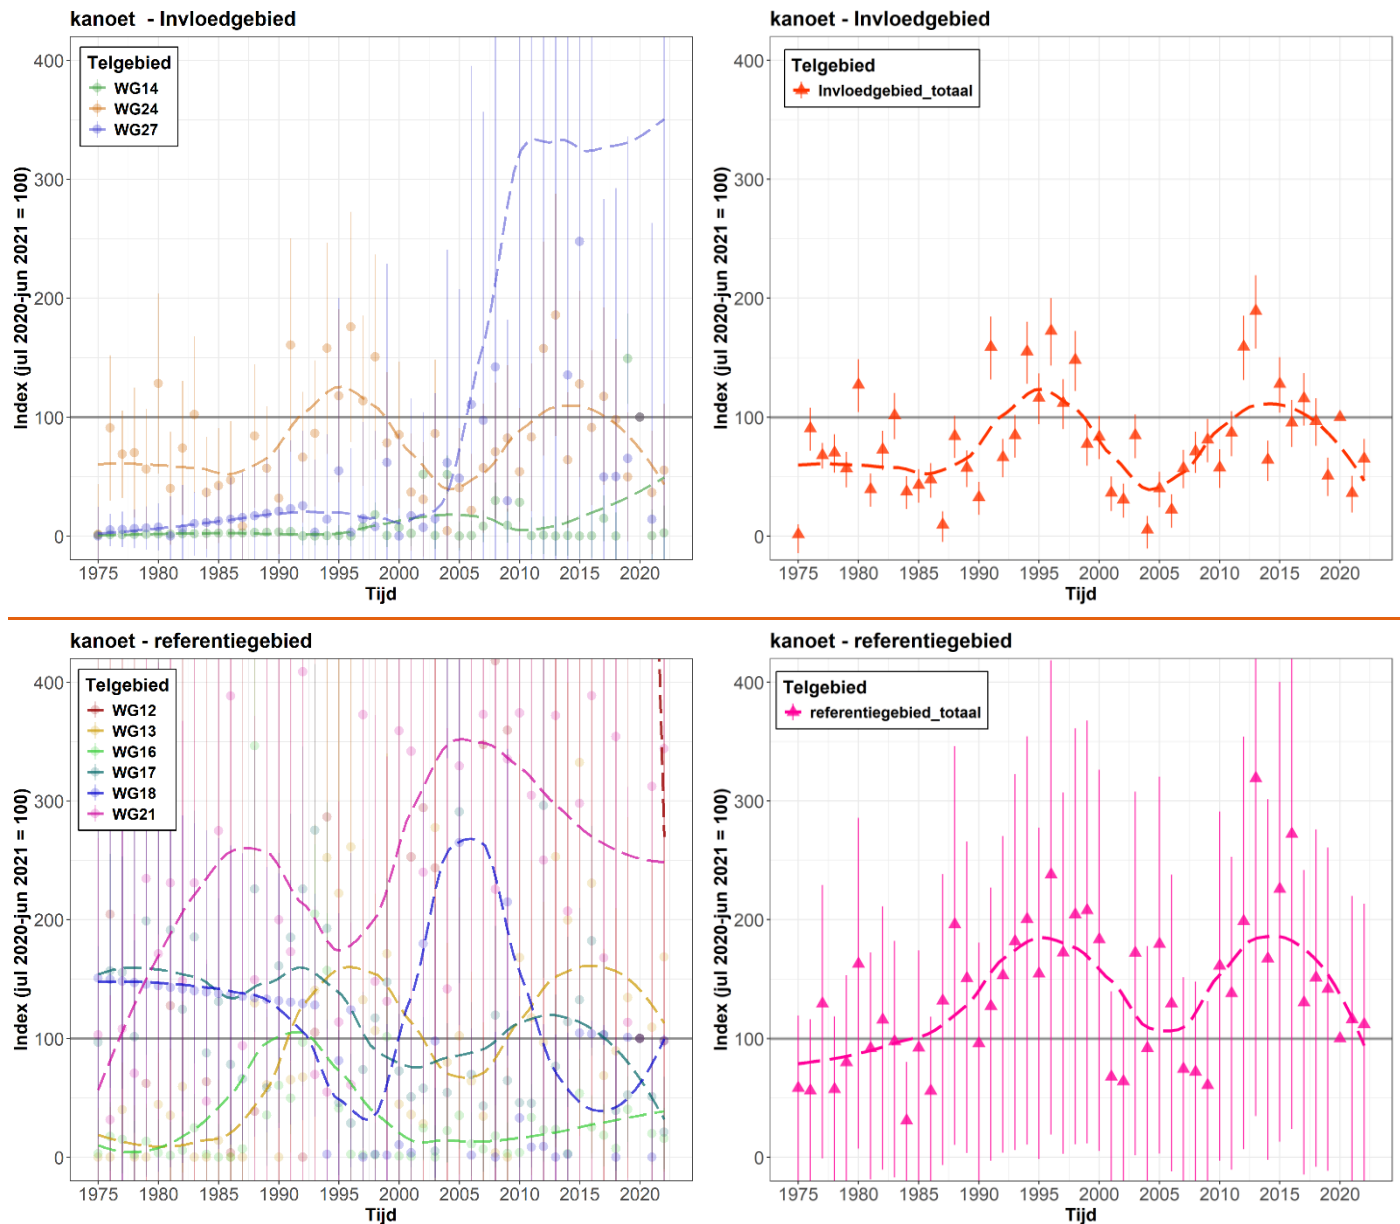 kanoet - Invloedgebied
Index (jul 2020-jun 2021 = 100)
400
300
200
100
0
Telgebied
WG14
WG24
WG27
1975 1980 1985 1990 1995 2000 2005 2010 2015 2020
Tijd
kanoet - Invloedgebied
Index (jul 2020-jun 2021 = 100)
400
300
200
100
0
Telgebied
Invloedgebied_totaal
1975 1980 1985 1990 1995 2000 2005 2010 2015 2020
Tijd
kanoet - referentiegebied
Index (jul 2020-jun 2021 = 100)
400
300
200
100
0
Telgebied
WG12
WG13
WG16
WG17
WG18
WG21
1975 1980 1985 1990 1995 2000 2005 2010 2015 2020
Tijd
kanoet - referentiegebied
Index (jul 2020-jun 2021 = 100)
400
300
200
100
0
Telgebied
referentiegebied_totaal
1975 1980 1985 1990 1995 2000 2005 2010 2015 2020
Tijd